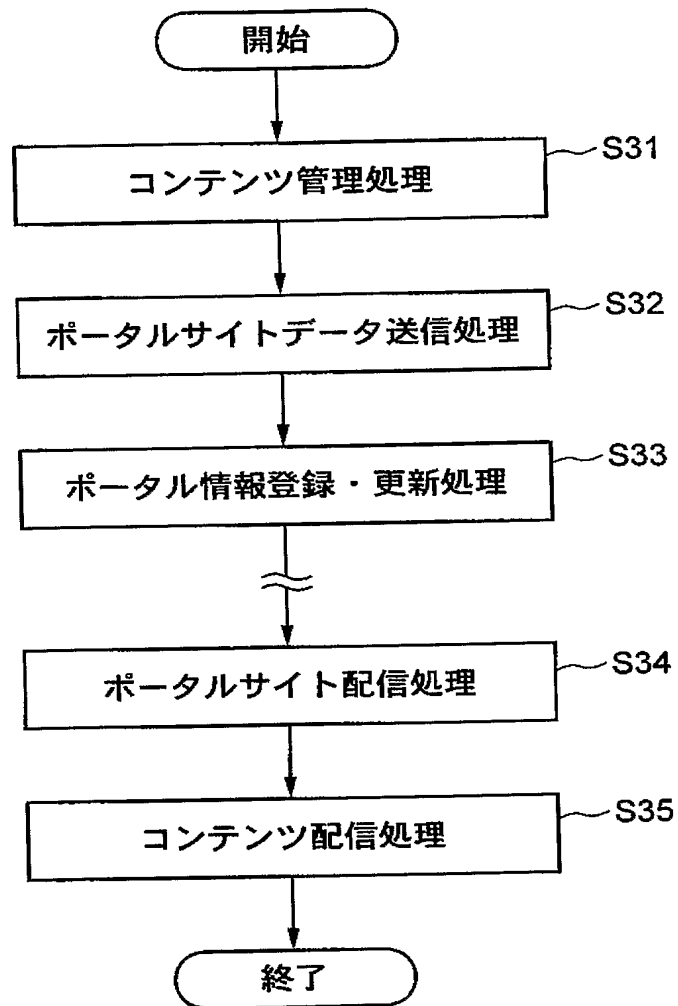 開始
コンテンツ管理処理
S31
ポータルサイトデータ送信処理
S32
ポータル情報登録・更新処理
S33
ポータルサイト配信処理
S34
コンテンツ配信処理
S35
終了